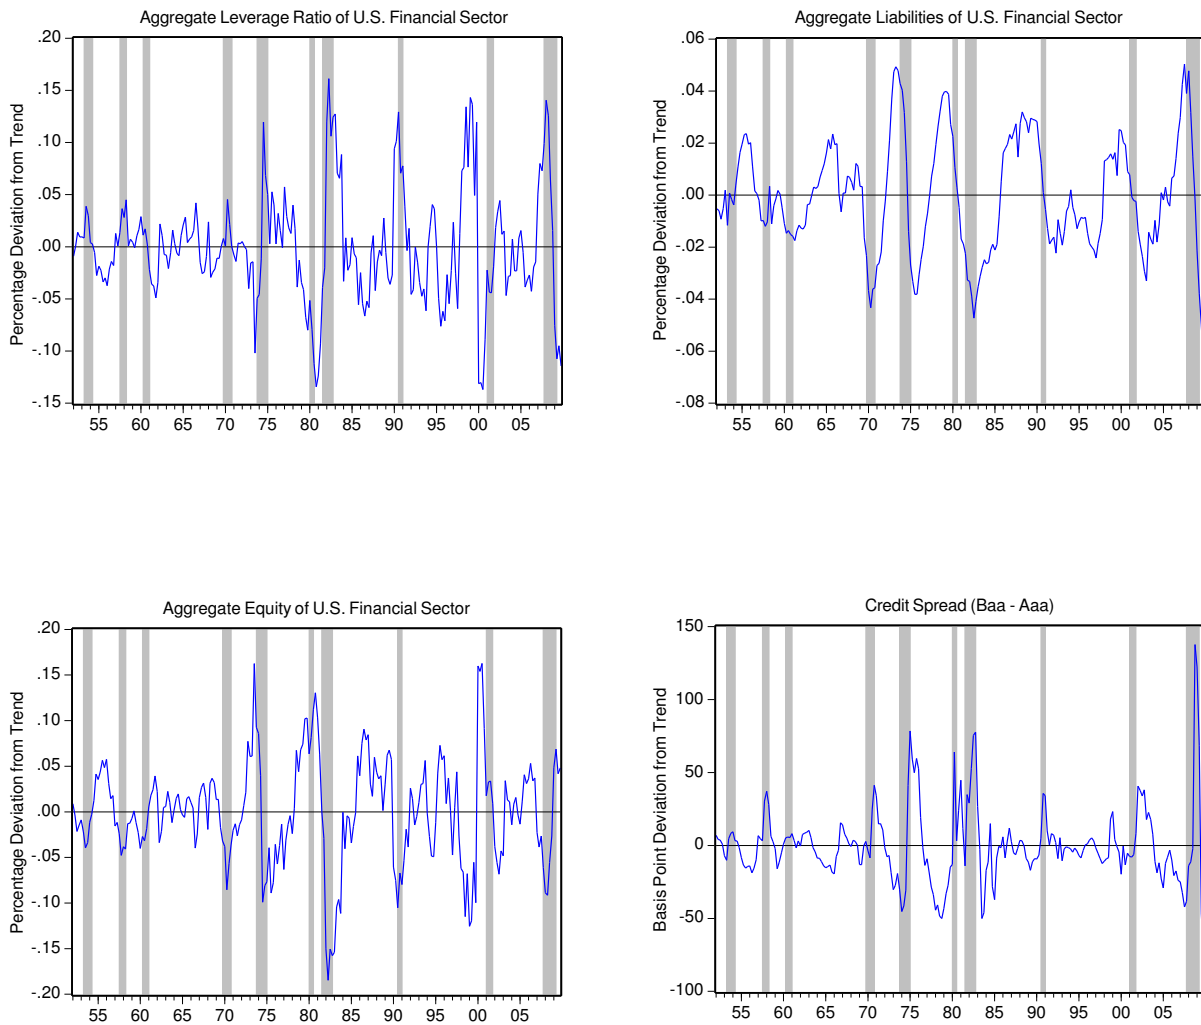 Aggregate Leverage Ratio of U.S. Financial Sector
Percentage Deviation from Trend
.20
.15
.10
.05
.00
-.05
-.10
-.15
55 60 65 70 75 80 85 90 95 00 05
Aggregate Liabilities of U.S. Financial Sector
Percentage Deviation from Trend
.06
.04
.02
.00
-.02
-.04
-.06
-.08
55 60 65 70 75 80 85 90 95 00 05
Aggregate Equity of U.S. Financial Sector
Percentage Deviation from Trend
.20
.15
.10
.05
.00
-.05
-.10
-.15
-.20
55 60 65 70 75 80 85 90 95 00 05
Credit Spread (Baa - Aaa)
Basis Point Deviation from Trend
150
100
50
0
-50
-100
55 60 65 70 75 80 85 90 95 00 05